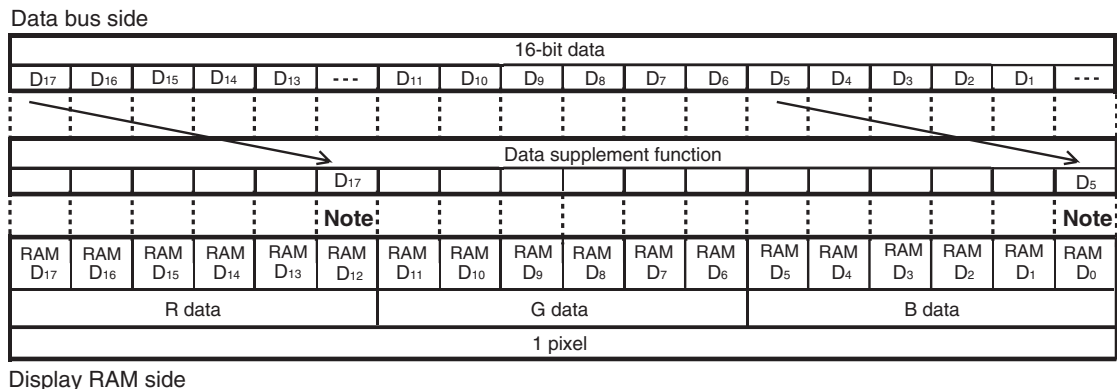 Data bus side
16-bit data
D17 D16 D15 D14 D13 --- D11 D10 D9 D8 D7 D6 D5 D4 D3 D2 D1 ---
Data supplement function
D17 D5
Note Note
RAM RAM RAM RAM RAM RAM RAM RAM RAM RAM RAM RAM RAM RAM RAM RAM RAM RAM
D17 D16 D15 D14 D13 D12 D11 D10 D9 D8 D7 D6 D5 D4 D3 D2 D1 D0
R data G data B data
1 pixel
Display RAM side